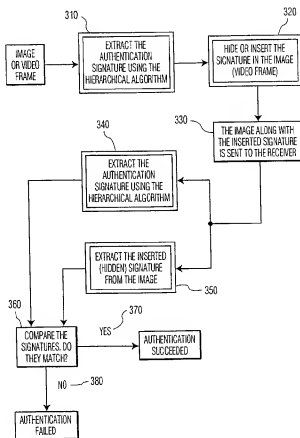 310
320
IMAGE
OR VIDEO
FRAME
EXTRACT THE
AUTHENTICATION
SIGNATURE USING THE
HIERARCHICAL ALGORITHM
HIDE OR INSERT THE
SIGNATURE IN THE IMAGE
(VIDEO FRAME)
330
THE IMAGE ALONG WITH
THE INSERTED SIGNATURE
IS SENT TO THE RECEIVER
340
EXTRACT THE
AUTHENTICATION
SIGNATURE USING THE
HIERARCHICAL ALGORITHM
EXTRACT THE INSERTED
(HIDDEN) SIGNATURE
FROM THE IMAGE
350
360
370
COMPARE THE
SIGNATURES. DO
THEY MATCH?
YES
AUTHENTICATION
SUCCEEDED
NO
380
AUTHENTICATION
FAILED